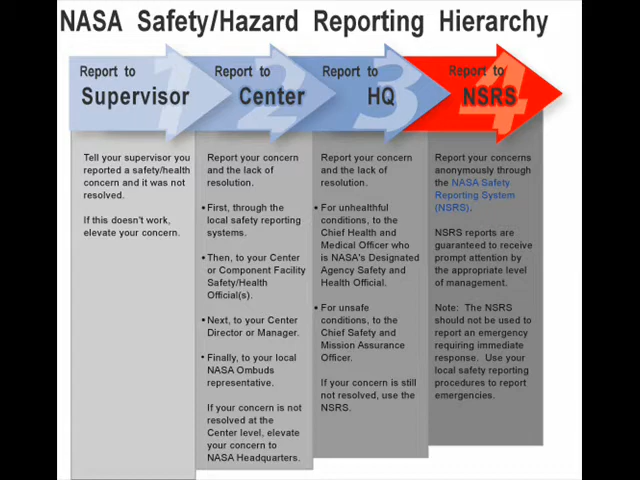 NASA Safety/Hazard Reporting Hierarchy
1
Report to
Supervisor
Tell your supervisor you
reported a safety/health
concern and it was not
resolved.
If this doesn't work,
elevate your concern.
2
Report to
Center
Report your concern
and the lack of
resolution.
• First, through the
local safety reporting
systems.
• Then, to your Center
or Component Facility
Safety/Health
Official(s).
• Next, to your Center
Director or Manager.
• Finally, to your local
NASA Ombuds
representative.
If your concern is not
resolved at the
Center level, elevate
your concern to
NASA Headquarters.
3
Report to
HQ
Report your concern
and the lack of
resolution.
• For unhealthful
conditions, to the
Chief Health and
Medical Officer who
is NASA's Designated
Agency Safety and
Health Official.
• For unsafe
conditions, to the
Chief Safety and
Mission Assurance
Officer.
If your concern is still
not resolved, use the
NSRS.
4
Report to
NSRS
Report your concerns
anonymously through
the NASA Safety
Reporting System
(NSRS).
NSRS reports are
guaranteed to receive
prompt attention by
the appropriate level
of management.
Note: The NSRS
should not be used to
report an emergency
requiring immediate
response. Use your
local safety reporting
procedures to report
emergencies.